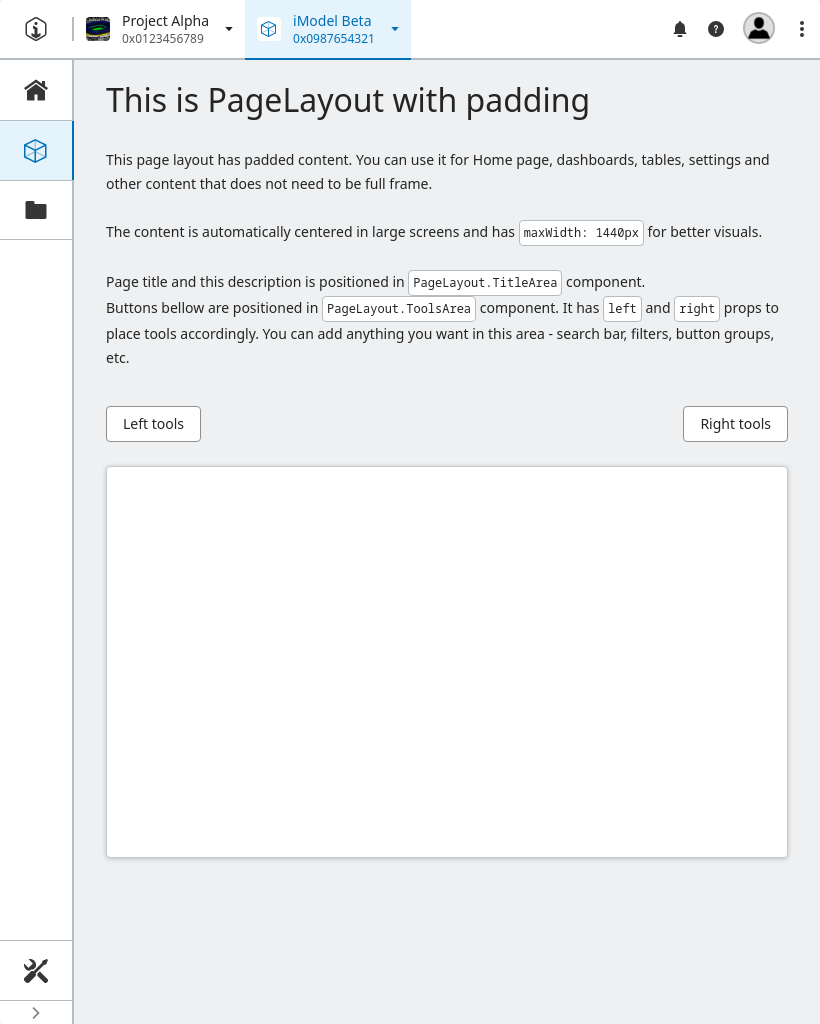 Project Alpha
0x0123456789
iModel Beta
0x0987654321
This is PageLayout with padding
This page layout has padded content. You can use it for Home page, dashboards, tables, settings and
other content that does not need to be full frame.
The content is automatically centered in large screens and has maxWidth: 1440px for better visuals.
Page title and this description is positioned in PageLayout.TitleArea component.
Buttons bellow are positioned in PageLayout.ToolsArea component. It has left and right props to
place tools accordingly. You can add anything you want in this area - search bar, filters, button groups,
etc.
Left tools
Right tools